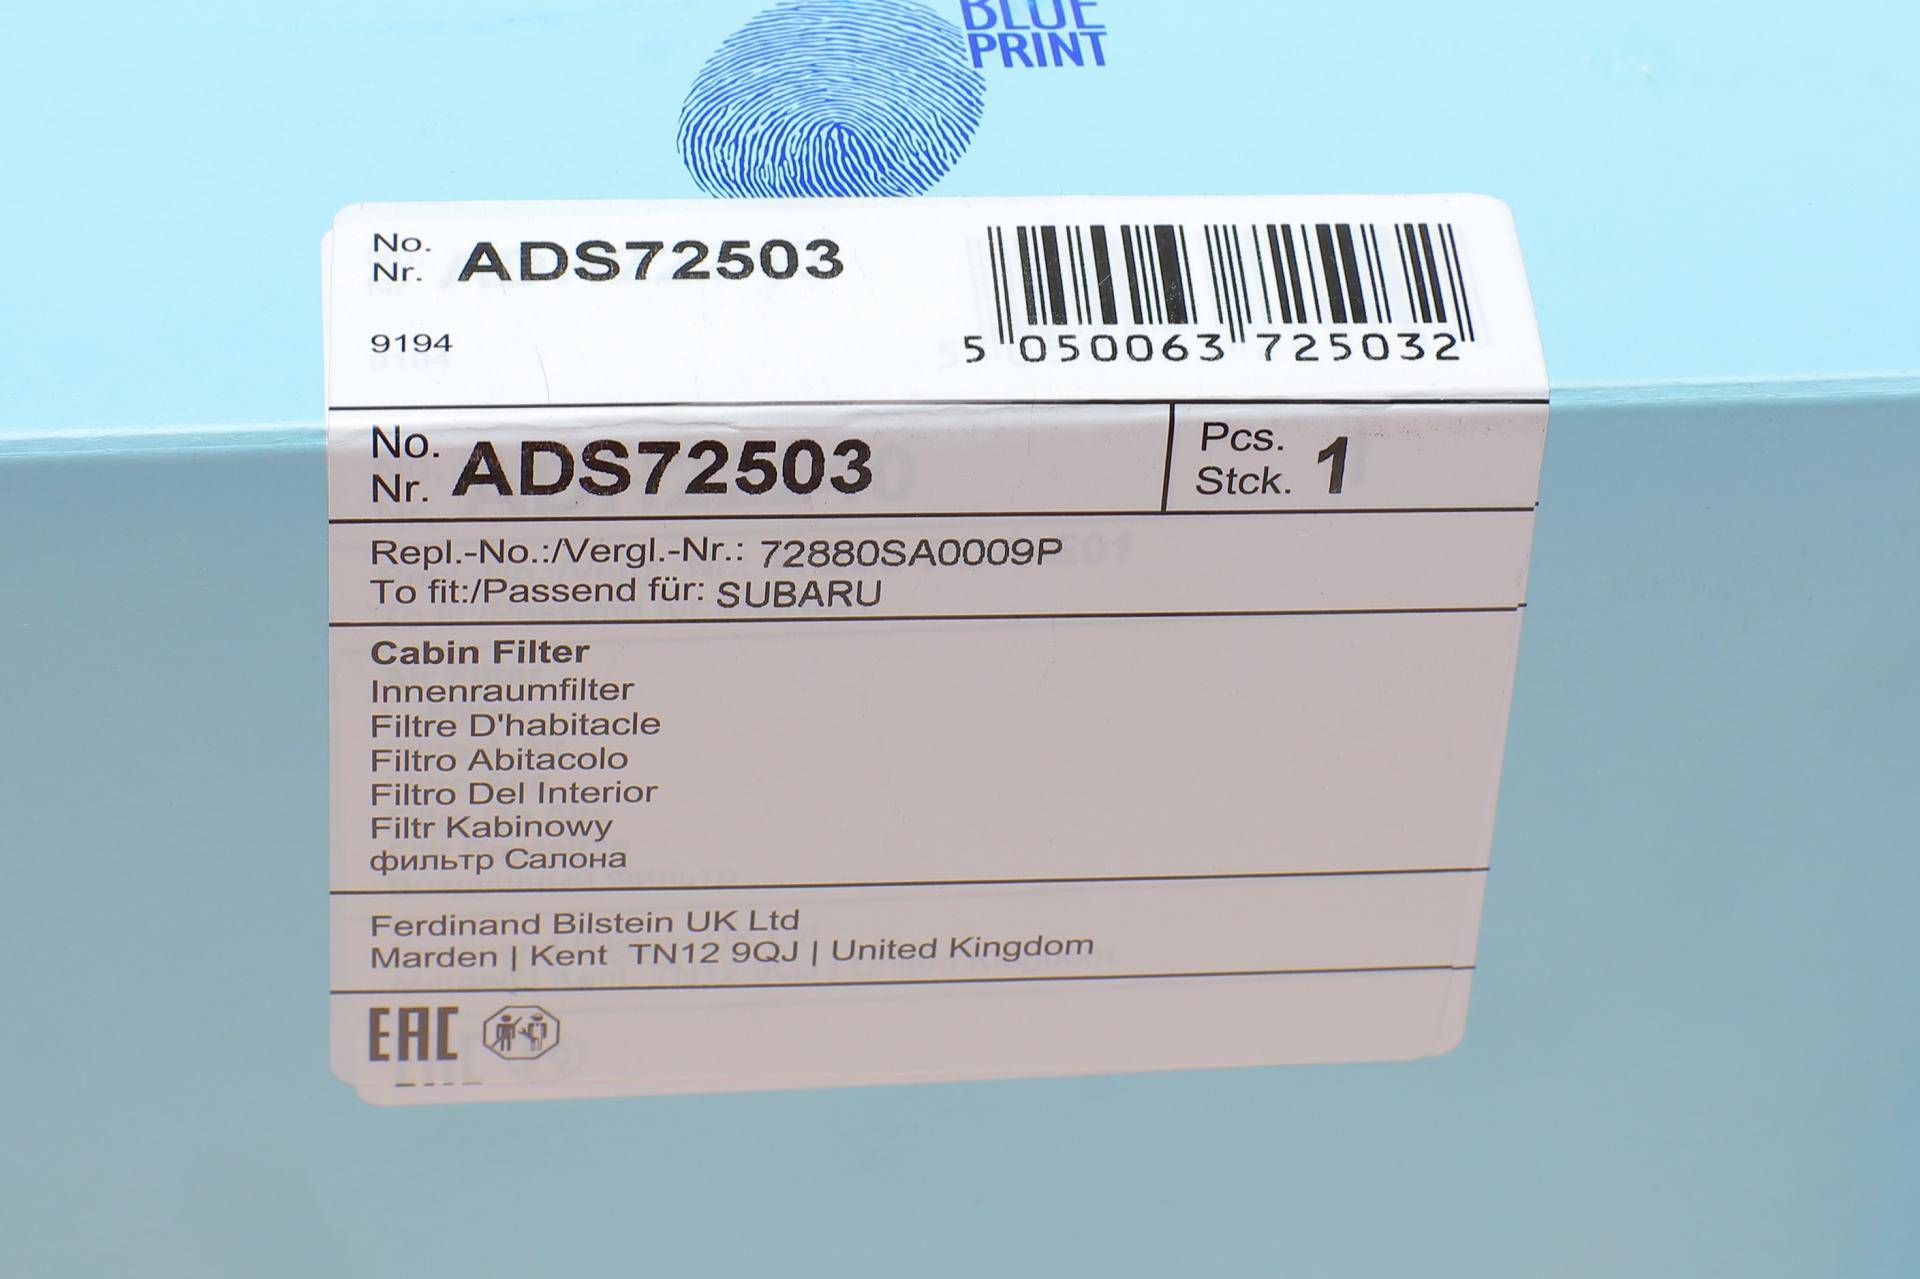 BLUE
PRINT
No.
Nr. ADS72503
9194
5 050063 725032
No.
Nr. ADS72503
Pcs.
Stck. 1
Repl.-No.:/Vergl.-Nr.: 72880SA0009P
To fit:/Passend für: SUBARU
Cabin Filter
Innenraumfilter
Filtre D'habitacle
Filtro Abitacolo
Filtro Del Interior
Filtr Kabinowy
фильтр Салона
Ferdinand Bilstein UK Ltd
Marden | Kent TN12 9QJ | United Kingdom
EAC